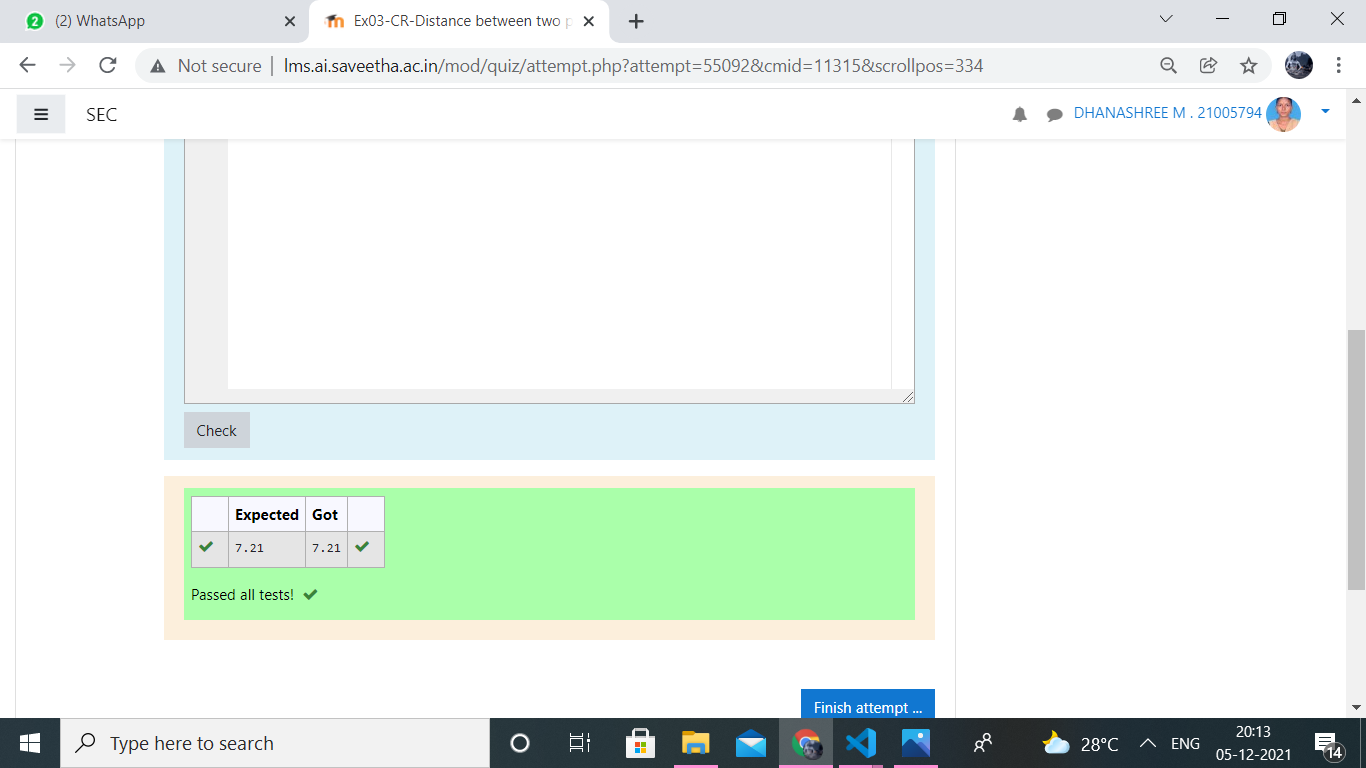 (2) WhatsApp
Ex03-CR-Distance between two p
Not secure | lms.ai.saveetha.ac.in/mod/quiz/attempt.php?attempt=55092&cmid=11315&scrollpos=334
SEC
DHANASHREE M . 21005794
Check
Expected Got
7.21 7.21
Passed all tests!
Finish attempt ...
Type here to search
28°C
ENG
20:13
05-12-2021
14